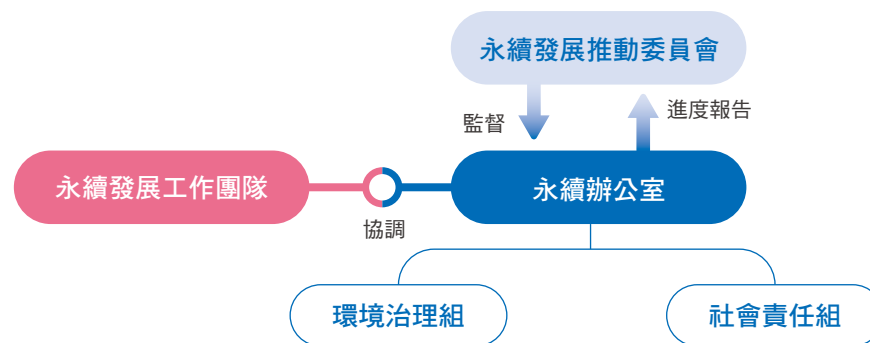 永續發展推動委員會
監督
進度報告
永續發展工作團隊
協調
永續辦公室
環境治理組
社會責任組